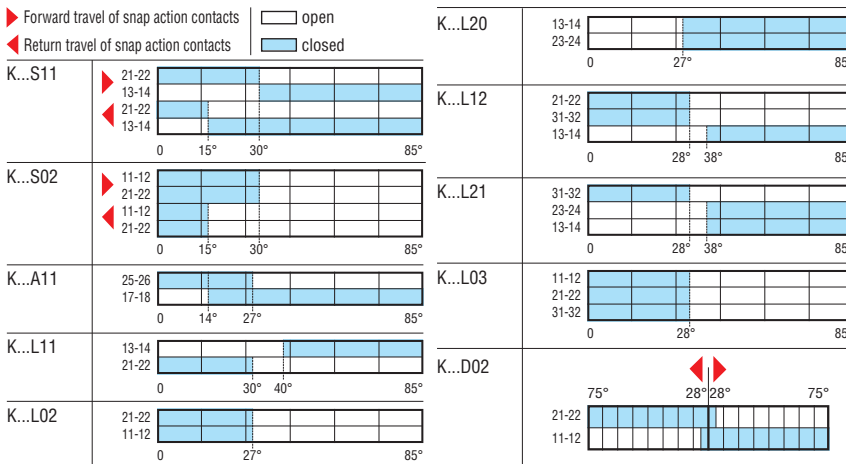 Forward travel of snap action contacts
Return travel of snap action contacts
open
closed
K...S11
21-22
13-14
21-22
13-14
0 15° 30° 85°
K...S02
11-12
21-22
11-12
21-22
0 15° 30° 85°
K...A11
25-26
17-18
0 14° 27° 85°
K...L11
13-14
21-22
0 30° 40° 85°
K...L02
21-22
11-12
0 27° 85°
K...L20
13-14
23-24
0 27° 85°
K...L12
21-22
31-32
13-14
0 28° 38° 85°
K...L21
31-32
23-24
13-14
0 28° 38° 85°
K...L03
11-12
21-22
31-32
0 28° 85°
K...D02
75° 28° 28° 75°
21-22
11-12